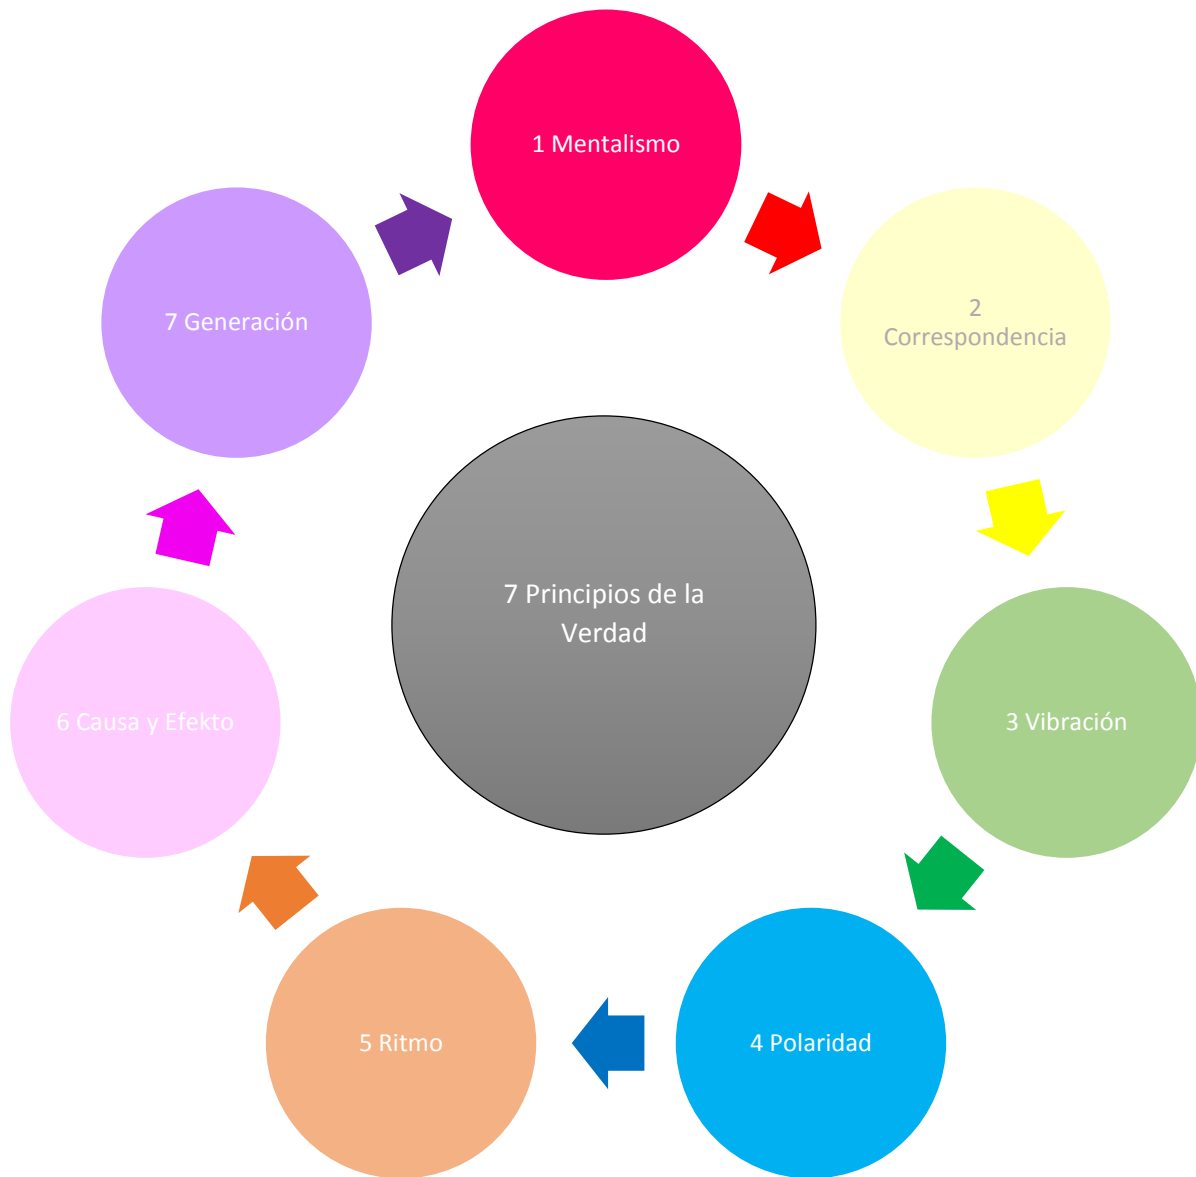 1 Mentalismo
2
Correspondencia
3 Vibración
4 Polaridad
5 Ritmo
6 Causa y Efekto
7 Generación
7 Principios de la
Verdad